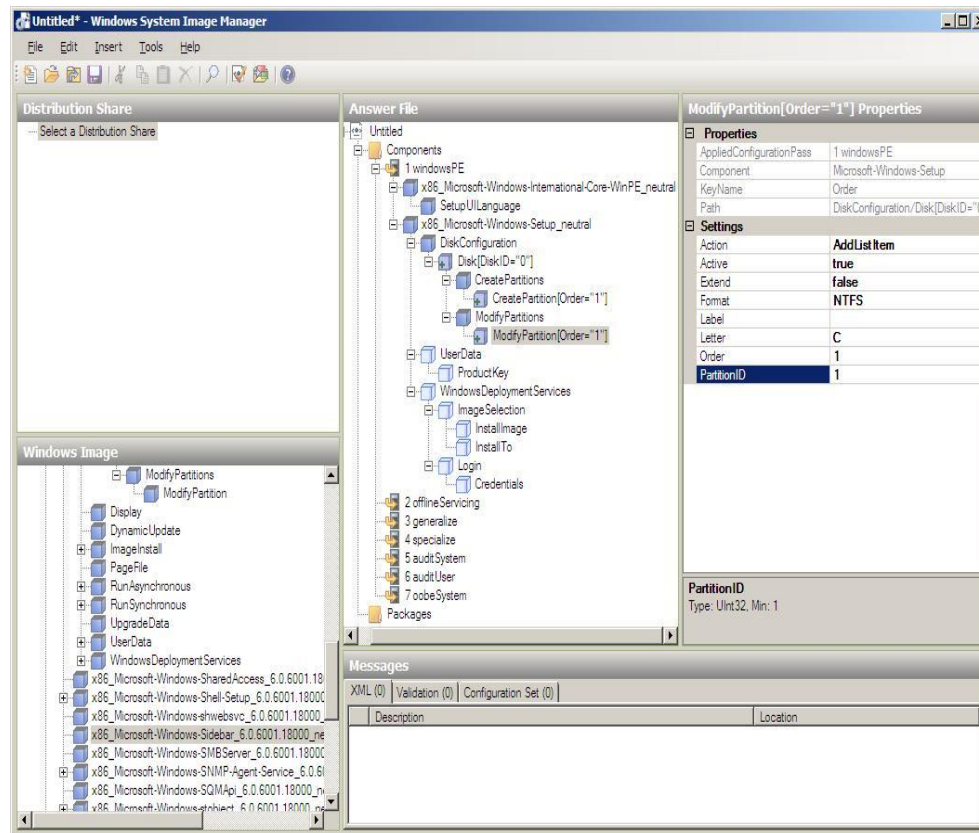 Untitled* - Windows System Image Manager
File Edit Insert Tools Help
Distribution Share
Select a Distribution Share
Windows Image
ModifyPartitions
ModifyPartition
Display
DynamicUpdate
ImageInstall
PageFile
RunAsynchronous
RunSynchronous
UpgradeData
UserData
WindowsDeploymentServices
x86_Microsoft-Windows-SharedAccess_6.0.6001.18
x86_Microsoft-Windows-Shell-Setup_6.0.6001.18000
x86_Microsoft-Windows-shwebsvc_6.0.6001.18000_
x86_Microsoft-Windows-Sidebar_6.0.6001.18000_ne
x86_Microsoft-Windows-SMBServer_6.0.6001.18000
x86_Microsoft-Windows-SNMP-Agent-Service_6.0.6
x86_Microsoft-Windows-SQMApi_6.0.6001.18000_n
x86_Microsoft-Windows-stobject_6.0.6001.18000_ne
Answer File
Untitled
Components
1 windowsPE
x86_Microsoft-Windows-International-Core-WinPE_neutral
SetupUILanguage
x86_Microsoft-Windows-Setup_neutral
DiskConfiguration
Disk[DiskID="0"]
CreatePartitions
CreatePartition[Order="1"]
ModifyPartitions
ModifyPartition[Order="1"]
UserData
ProductKey
WindowsDeploymentServices
ImageSelection
InstallImage
InstallTo
Login
Credentials
2 offlineServicing
3 generalize
4 specialize
5 auditSystem
6 auditUser
7 oobeSystem
Packages
ModifyPartition[Order="1"] Properties
Properties
AppliedConfigurationPass 1 windowsPE
Component Microsoft-Windows-Setup
KeyName Order
Path DiskConfiguration/Disk[DiskID="0
Settings
Action AddListItem
Active true
Extend false
Format NTFS
Label
Letter C
Order 1
PartitionID 1
PartitionID
Type: UInt32, Min: 1
Messages
XML (0) Validation (0) Configuration Set (0)
Description Location